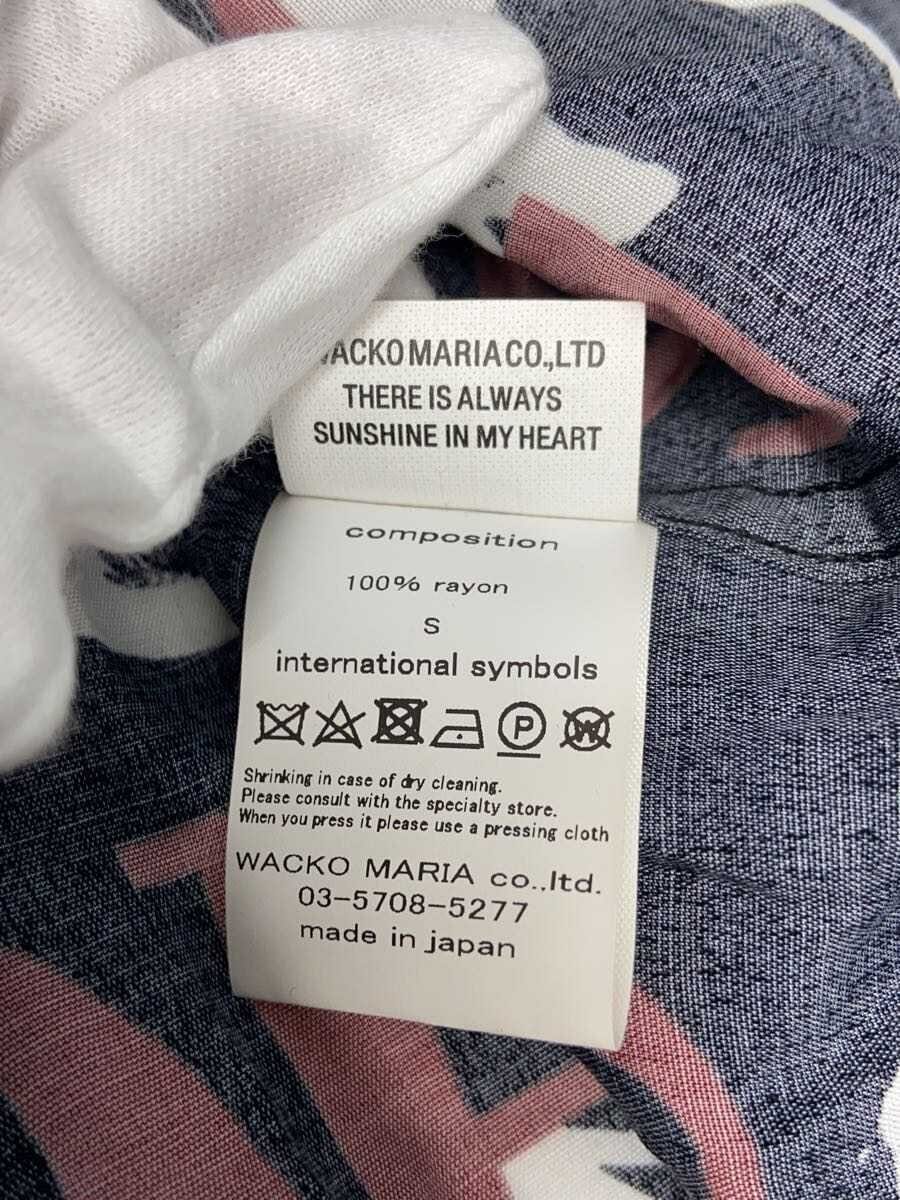 WACKO MARIA CO.,LTD
THERE IS ALWAYS
SUNSHINE IN MY HEART
composition
100% rayon
S
international symbols
P W
Shrinking in case of dry cleaning.
Please consult with the specialty store.
When you press it please use a pressing cloth
WACKO MARIA co.,ltd.
03-5708-5277
made in japan